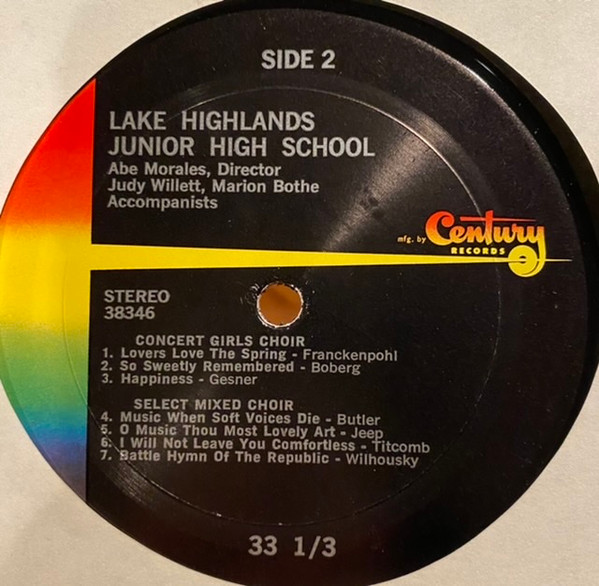 SIDE 2
LAKE HIGHLANDS
JUNIOR HIGH SCHOOL
Abe Morales, Director
Judy Willett, Marion Bothe
Accompanists
mfg. by Century
RECORDS
STEREO
38346
CONCERT GIRLS CHOIR
1. Lovers Love The Spring - Franckenpohl
2. So Sweetly Remembered - Boberg
3. Happiness - Gesner
SELECT MIXED CHOIR
4. Music When Soft Voices Die - Butler
5. O Music Thou Most Lovely Art - Jeep
6. I Will Not Leave You Comfortless - Titcomb
7. Battle Hymn Of The Republic - Wilhousky
33 1/3